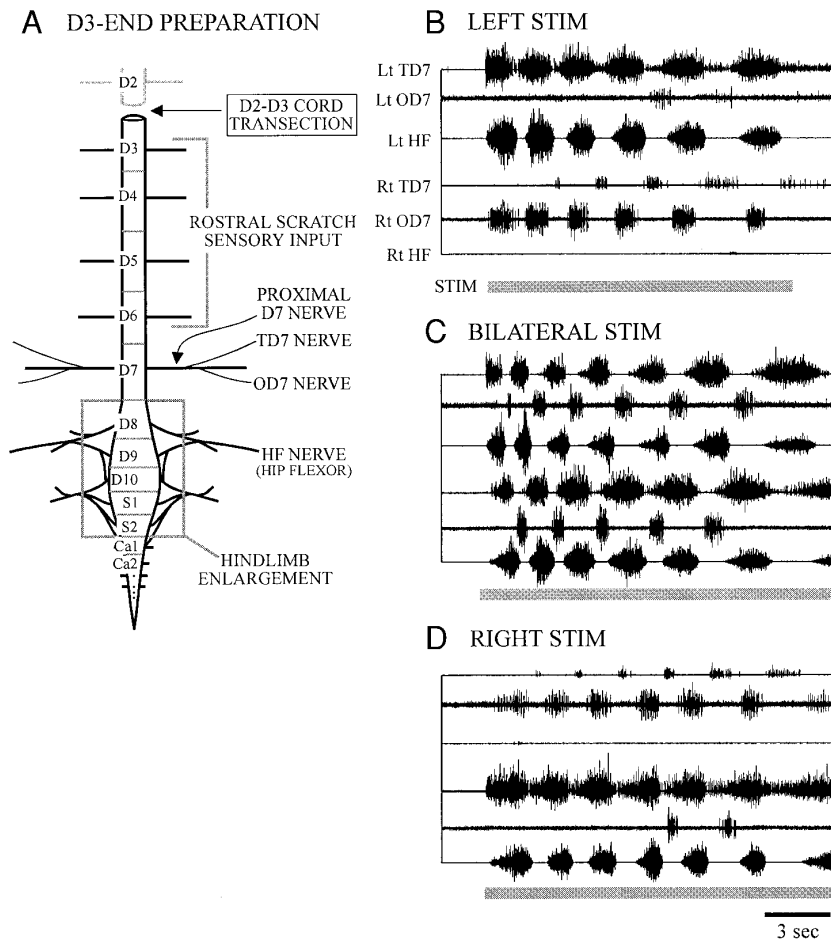 A D3-END PREPARATION
D2
D2-D3 CORD
TRANSECTION
D3
D4
ROSTRAL SCRATCH
SENSORY INPUT
D5
D6
PROXIMAL
D7 NERVE
TD7 NERVE
D7
OD7 NERVE
D8
D9
HF NERVE
(HIP FLEXOR)
D10
S1
S2
Ca1
Ca2
HINDLIMB
ENLARGEMENT
B LEFT STIM
Lt TD7
Lt OD7
Lt HF
Rt TD7
Rt OD7
Rt HF
STIM
C BILATERAL STIM
D RIGHT STIM
3 sec